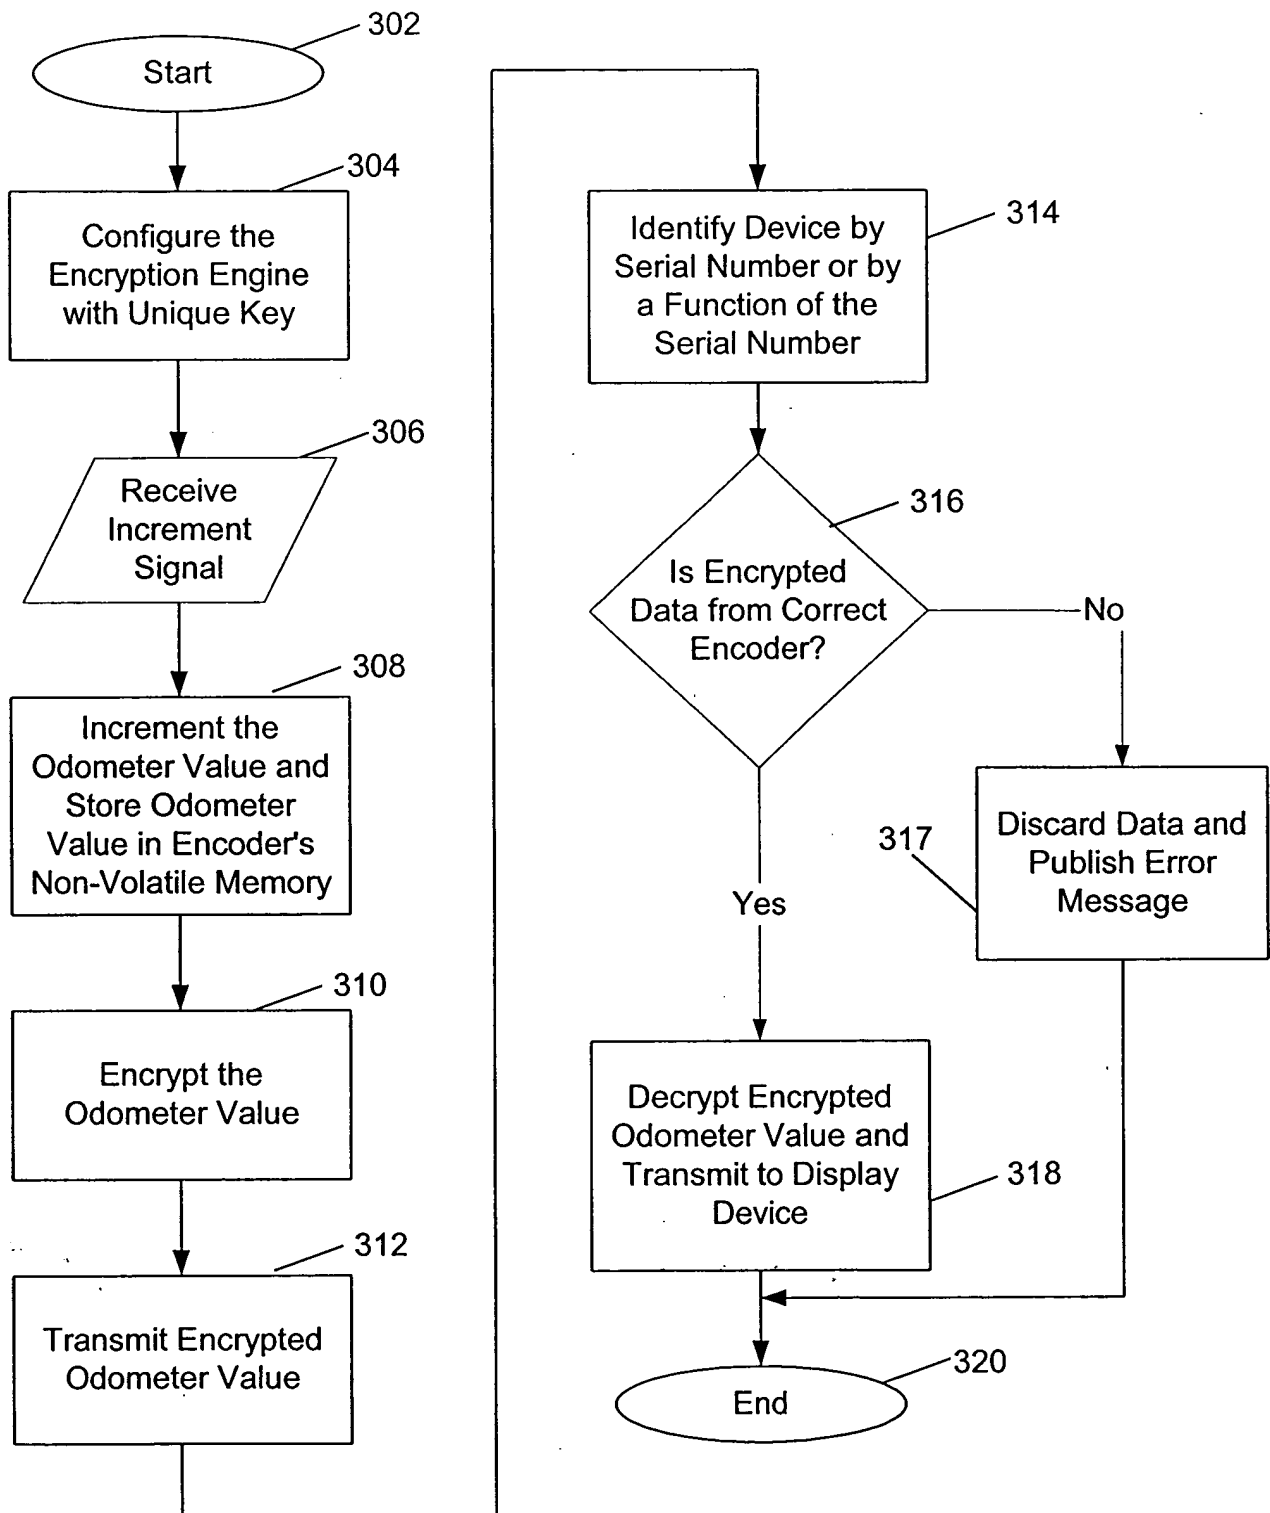 302
Start
304
Configure the
Encryption Engine
with Unique Key
306
Receive
Increment
Signal
308
Increment the
Odometer Value and
Store Odometer
Value in Encoder's
Non-Volatile Memory
310
Encrypt the
Odometer Value
312
Transmit Encrypted
Odometer Value
314
Identify Device by
Serial Number or by
a Function of the
Serial Number
316
Is Encrypted
Data from Correct
Encoder?
No
317
Discard Data and
Publish Error
Message
Yes
Decrypt Encrypted
Odometer Value and
Transmit to Display
Device
318
320
End